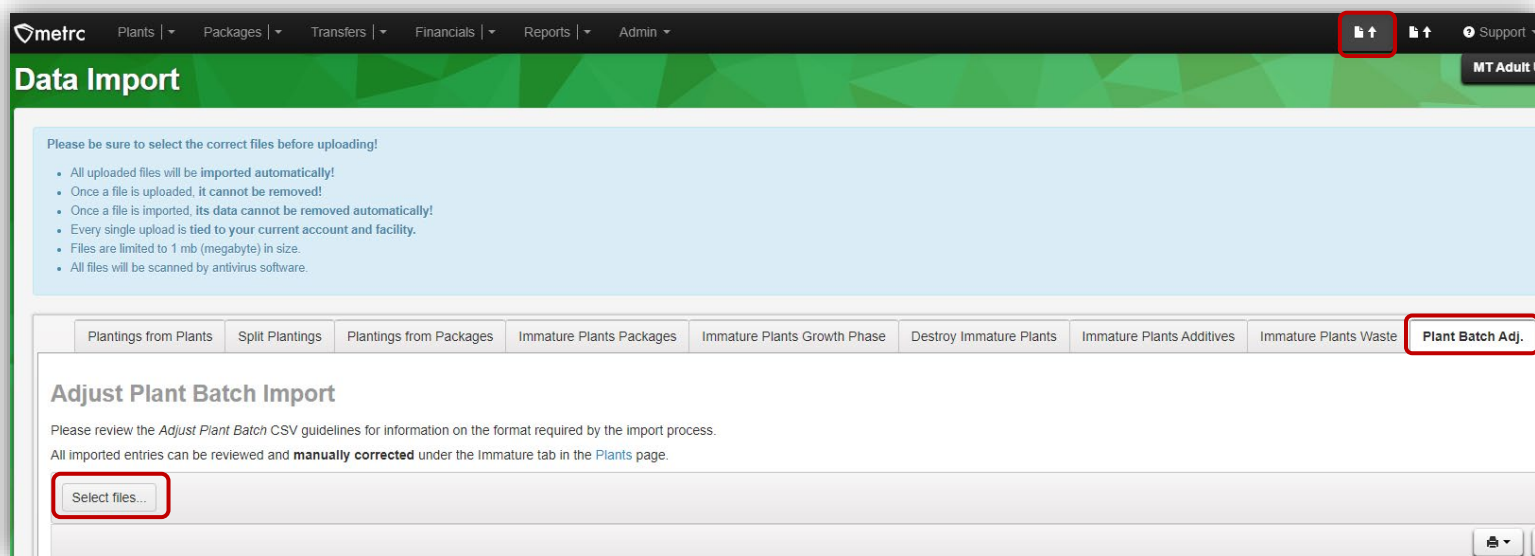 metrc Plants Packages Transfers Financials Reports Admin Support
Data Import
MT Adult
Please be sure to select the correct files before uploading!
All uploaded files will be imported automatically!
Once a file is uploaded, it cannot be removed!
Once a file is imported, its data cannot be removed automatically!
Every single upload is tied to your current account and facility.
Files are limited to 1 mb (megabyte) in size.
All files will be scanned by antivirus software.
Plantings from Plants Split Plantings Plantings from Packages Immature Plants Packages Immature Plants Growth Phase Destroy Immature Plants Immature Plants Additives Immature Plants Waste Plant Batch Adj.
Adjust Plant Batch Import
Please review the Adjust Plant Batch CSV guidelines for information on the format required by the import process.
All imported entries can be reviewed and manually corrected under the Immature tab in the Plants page.
Select files...